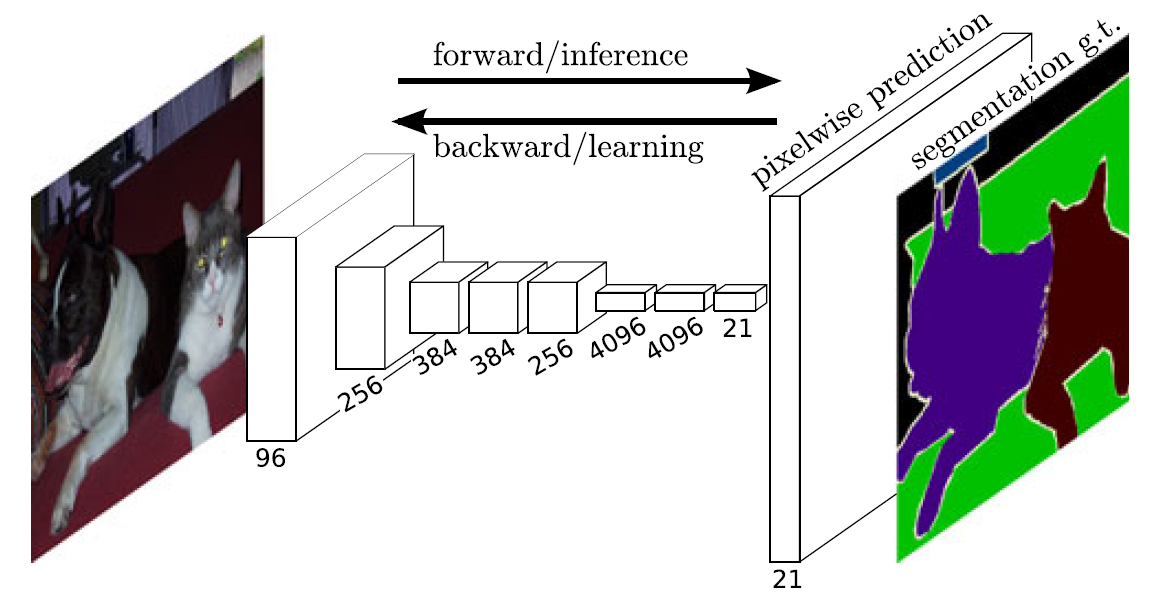 forward/inference
backward/learning
pixelwise prediction
segmentation g.t.
96
256
384
384
256
4096
4096
21
21